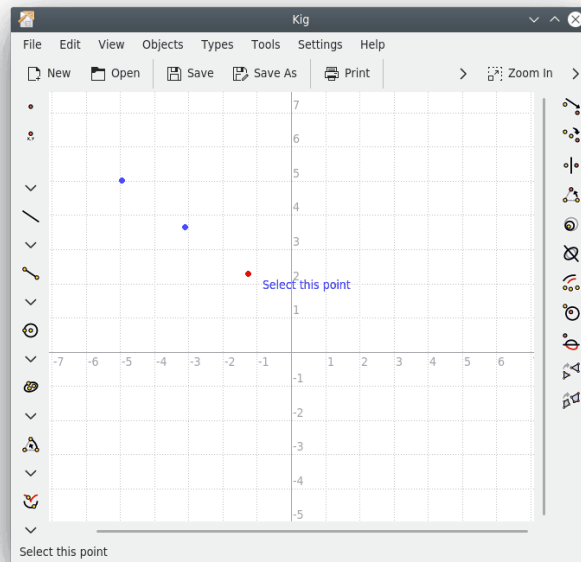 Kig
File Edit View Objects Types Tools Settings Help
New Open Save Save As Print Zoom In
x,y
7
6
5
4
3
2
Select this point
1
-7 -6 -5 -4 -3 -2 -1 1 2 3 4 5 6
-1
-2
-3
-4
-5
Select this point